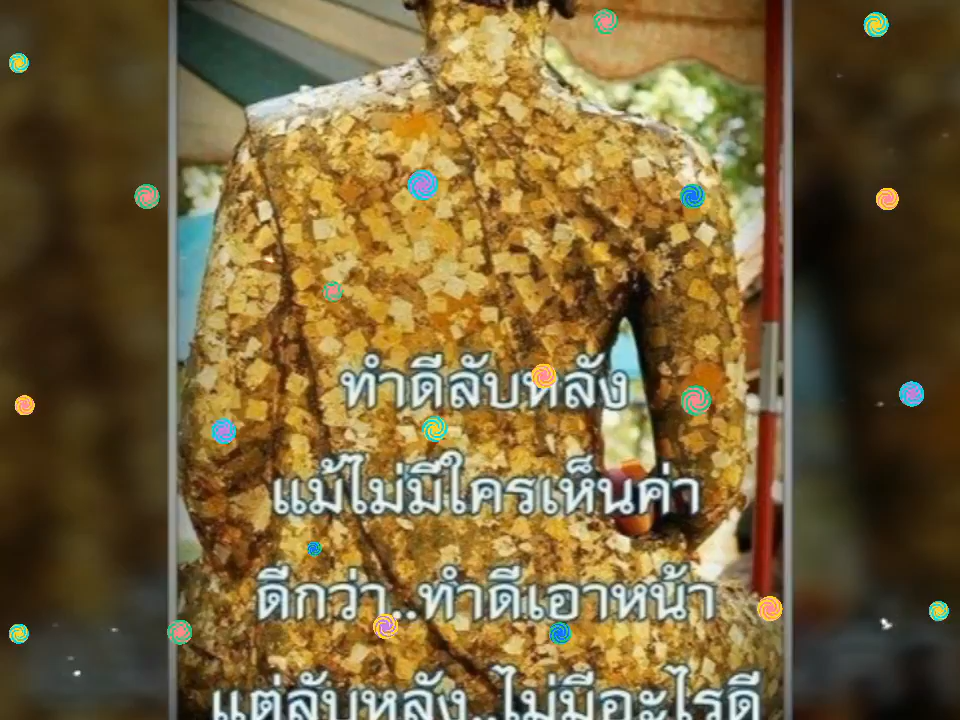 ทำดีลับหลัง
แม้ไม่มีใครเห็นค่า
ดีกว่า..ทำดีเอาหน้า
แต่ลับหลัง..ไม่มีอะไรดี